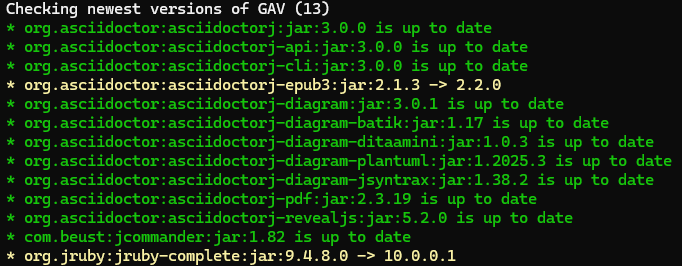 Checking newest versions of GAV (13)
* org.asciidoctor:asciidoctorj:jar:3.0.0 is up to date
* org.asciidoctor:asciidoctorj-api:jar:3.0.0 is up to date
* org.asciidoctor:asciidoctorj-cli:jar:3.0.0 is up to date
* org.asciidoctor:asciidoctorj-epub3:jar:2.1.3 -> 2.2.0
* org.asciidoctor:asciidoctorj-diagram:jar:3.0.1 is up to date
* org.asciidoctor:asciidoctorj-diagram-batik:jar:1.17 is up to date
* org.asciidoctor:asciidoctorj-diagram-ditaamini:jar:1.0.3 is up to date
* org.asciidoctor:asciidoctorj-diagram-plantuml:jar:1.2025.3 is up to date
* org.asciidoctor:asciidoctorj-diagram-jsyntrax:jar:1.38.2 is up to date
* org.asciidoctor:asciidoctorj-pdf:jar:2.3.19 is up to date
* org.asciidoctor:asciidoctorj-revealjs:jar:5.2.0 is up to date
* com.beust:jcommander:jar:1.82 is up to date
* org.jruby:jruby-complete:jar:9.4.8.0 -> 10.0.0.1